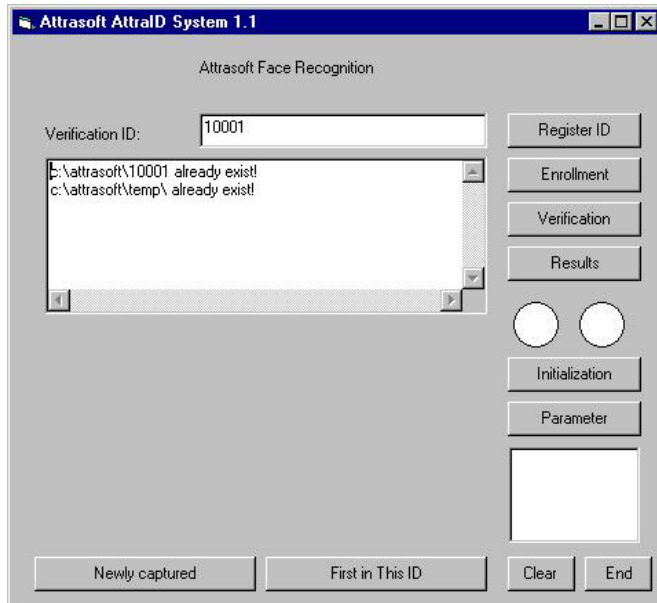 Attrasoft AttraID System 1.1
Attrasoft Face Recognition
Verification ID:
10001
Register ID
c:\attrasoft\10001 already exist!
c:\attrasoft\temp\ already exist!
Enrollment
Verification
Results
Initialization
Parameter
Newly captured
First in This ID
Clear
End